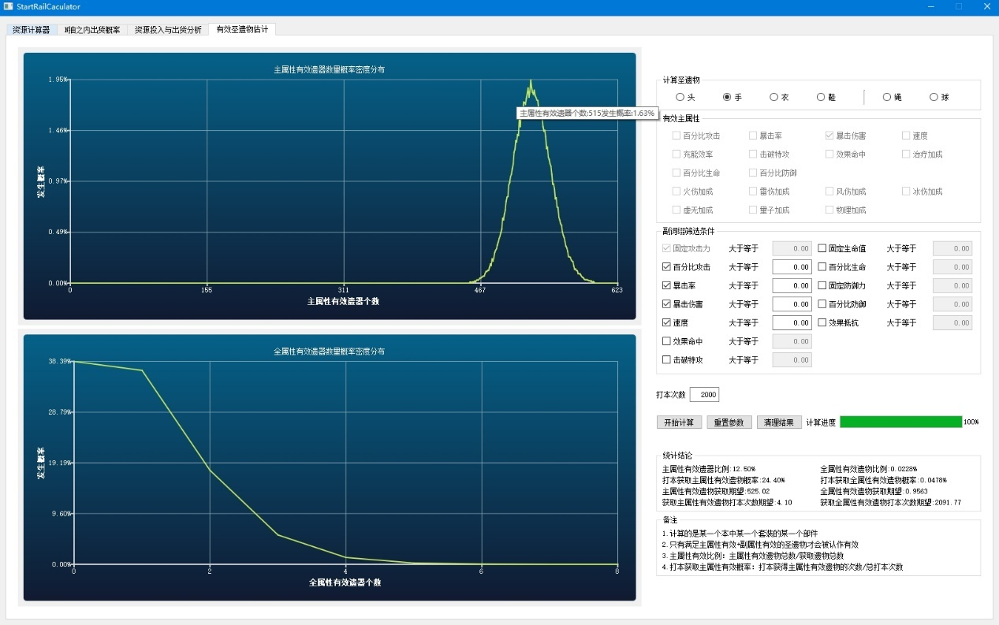 StartRailCaculator
资源计算器 N抽之内出货概率 资源投入与出货分析 有效圣遗物估计
主属性有效遗器数量概率密度分布
1.95%
1.46%
0.97%
0.49%
0.00%
发生概率
0 155 311 467 623
主属性有效遗器个数
主属性有效遗器个数:515发生概率:1.63%
全属性有效遗器数量概率密度分布
38.39%
28.79%
19.19%
9.60%
0.00%
发生概率
0 2 4 6 8
全属性有效遗器个数
计算圣遗物
头 手 衣 鞋 绳 球
有效主属性
百分比攻击 暴击率 暴击伤害 速度
充能效率 击破特攻 效果命中 治疗加成
百分比生命 百分比防御
火伤加成 雷伤加成 风伤加成 冰伤加成
虚无加成 量子加成 物理加成
副词缀筛选条件
固定攻击力 大于等于 0.00 固定生命值 大于等于 0.00
百分比攻击 大于等于 0.00 百分比生命 大于等于 0.00
暴击率 大于等于 0.00 固定防御力 大于等于 0.00
暴击伤害 大于等于 0.00 百分比防御 大于等于 0.00
速度 大于等于 0.00 效果抵抗 大于等于 0.00
效果命中 大于等于 0.00
击破特攻 大于等于 0.00
打本次数 2000
开始计算 重置参数 清理结果 计算进度 100%
统计结论
主属性有效遗器比例:12.50% 全属性有效遗物比例:0.0228%
打本获取主属性有效遗物概率:24.40% 打本获取全属性有效遗物概率:0.0478%
主属性有效遗物获取期望:525.02 全属性有效遗物获取期望:0.9563
获取主属性有效遗物打本次数期望:4.10 获取全属性有效遗物打本次数期望:2091.77
备注
1.计算的是某一个本中某一个套装的某一个部件
2.只有满足主属性有效+副属性有效的圣遗物才会被认作有效
3.主属性有效比例: 主属性有效遗物总数/获取遗物总数
4.打本获取主属性有效概率: 打本获得主属性有效遗物的次数/总打本次数